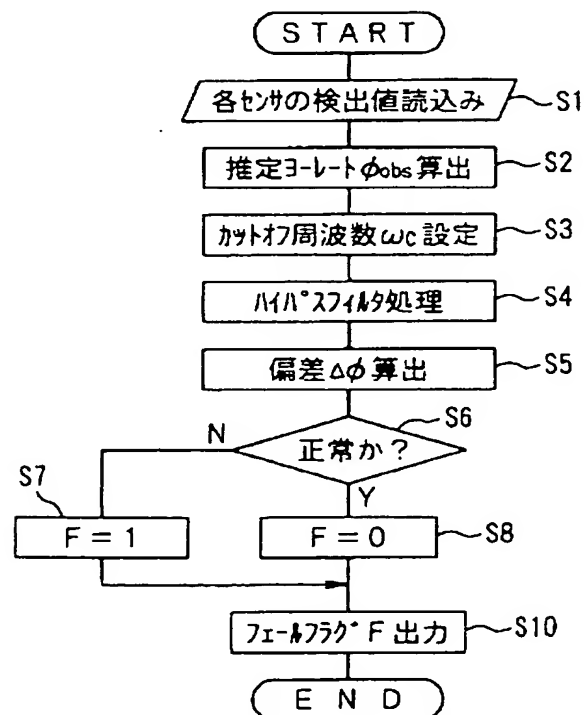 START
各センサの検出値読込み S1
推定ヨーレートφobs算出 S2
カットオフ周波数ωc設定 S3
ハイパスフィルタ処理 S4
偏差Δφ算出 S5
S6
N 正常か?
S7 Y
F=1 F=0 S8
フェールフラグF出力 S10
END